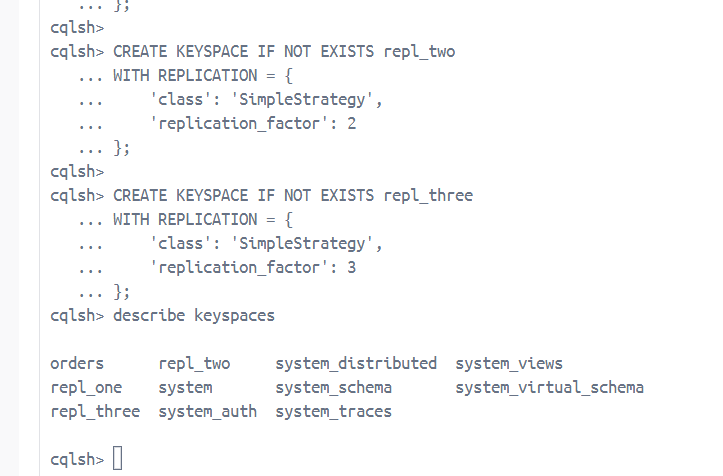 ... };
cqlsh>
cqlsh> CREATE KEYSPACE IF NOT EXISTS repl_two
... WITH REPLICATION = {
... 'class': 'SimpleStrategy',
... 'replication_factor': 2
... };
cqlsh>
cqlsh> CREATE KEYSPACE IF NOT EXISTS repl_three
... WITH REPLICATION = {
... 'class': 'SimpleStrategy',
... 'replication_factor': 3
... };
cqlsh> describe keyspaces
orders repl_two system_distributed system_views
repl_one system system_schema system_virtual_schema
repl_three system_auth system_traces
cqlsh>